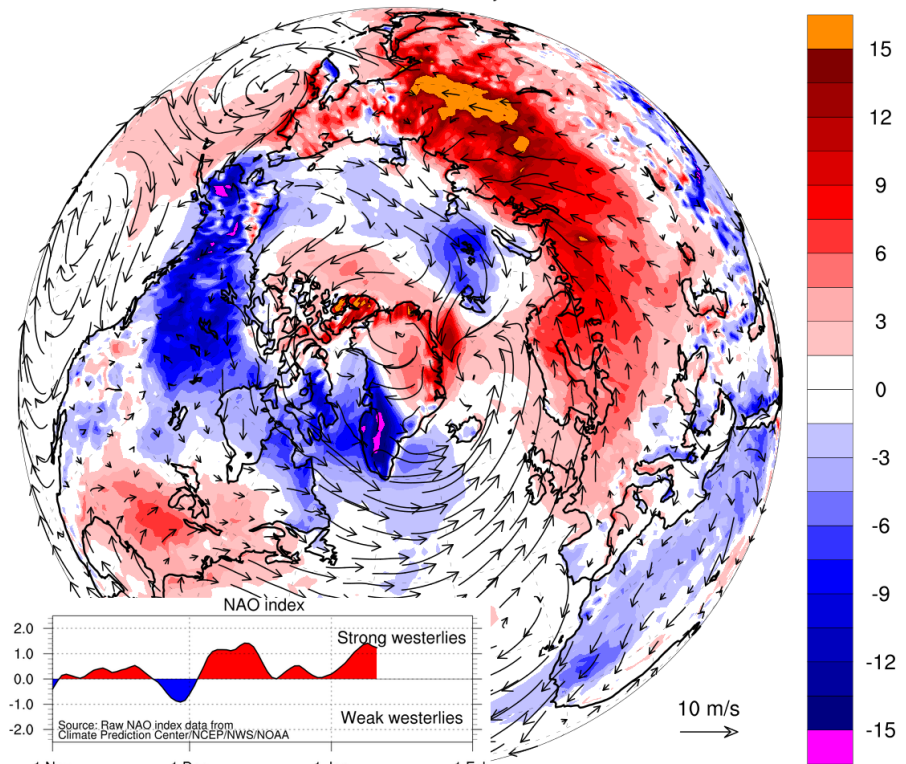 15
12
9
6
3
0
-3
-6
-9
-12
-15
10 m/s
NAO index
2.0
1.0
0.0
-1.0
-2.0
Strong westerlies
Weak westerlies
Source: Raw NAO index data from
Climate Prediction Center/NCEP/NWS/NOAA